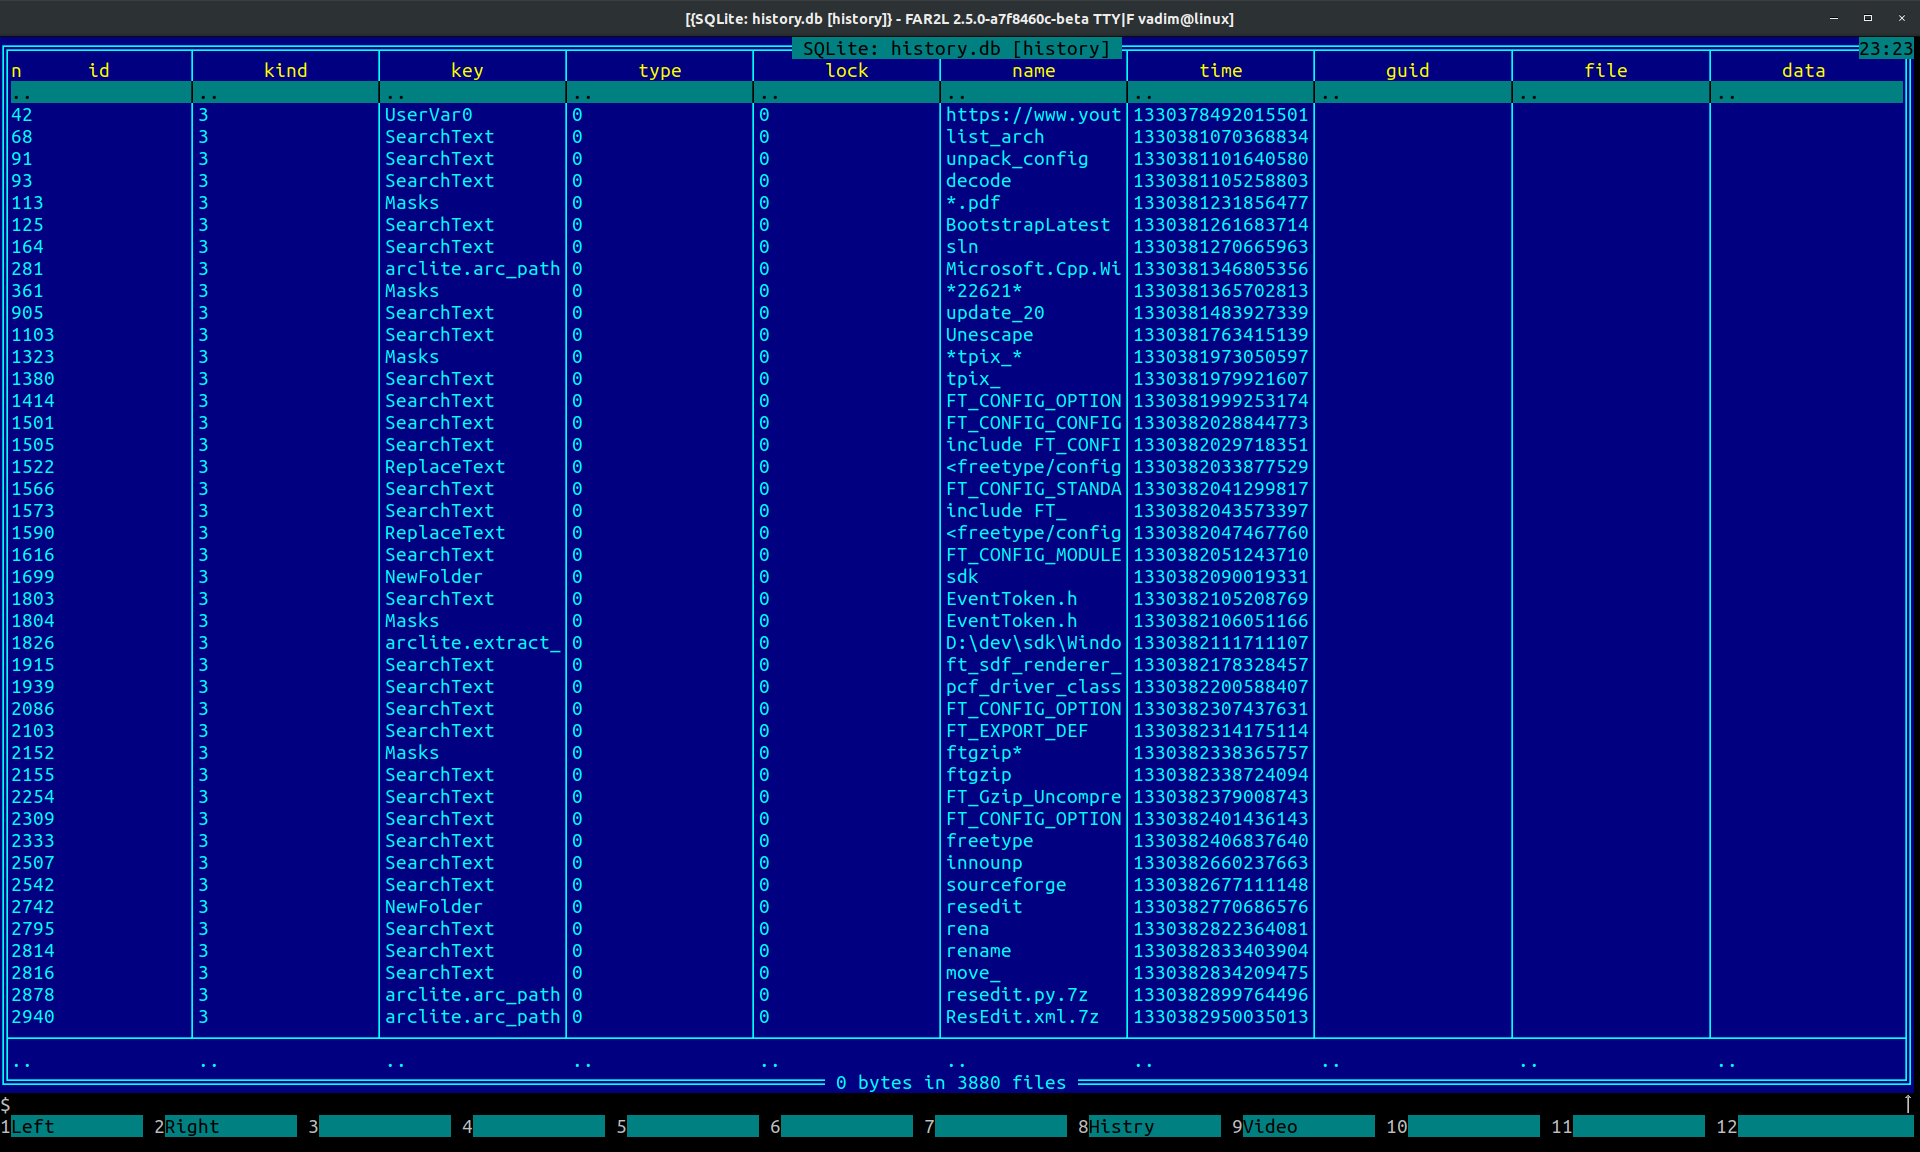 [{SQLite: history.db [history]} - FAR2L 2.5.0-a7f8460c-beta TTY|F vadim@linux]
SQLite: history.db [history] 23:23
n id kind key type lock name time guid file data
.. .. .. .. .. .. .. .. .. ..
42 3 UserVar0 0 0 https://www.yout 1330378492015501
68 3 SearchText 0 0 list_arch 1330381070368834
91 3 SearchText 0 0 unpack_config 1330381101640580
93 3 SearchText 0 0 decode 1330381105258803
113 3 Masks 0 0 *.pdf 1330381231856477
125 3 SearchText 0 0 BootstrapLatest 1330381261683714
164 3 SearchText 0 0 sln 1330381270665963
281 3 arclite.arc_path 0 0 Microsoft.Cpp.Wi 1330381346805356
361 3 Masks 0 0 *22621* 1330381365702813
905 3 SearchText 0 0 update_20 1330381483927339
1103 3 SearchText 0 0 Unescape 1330381763415139
1323 3 Masks 0 0 *tpix_* 1330381973050597
1380 3 SearchText 0 0 tpix_ 1330381979921607
1414 3 SearchText 0 0 FT_CONFIG_OPTION 1330381999253174
1501 3 SearchText 0 0 FT_CONFIG_CONFIG 1330382028844773
1505 3 SearchText 0 0 include FT_CONFI 1330382029718351
1522 3 ReplaceText 0 0 <freetype/config 1330382033877529
1566 3 SearchText 0 0 FT_CONFIG_STANDA 1330382041299817
1573 3 SearchText 0 0 include FT_ 1330382043573397
1590 3 ReplaceText 0 0 <freetype/config 1330382047467760
1616 3 SearchText 0 0 FT_CONFIG_MODULE 1330382051243710
1699 3 NewFolder 0 0 sdk 1330382090019331
1803 3 SearchText 0 0 EventToken.h 1330382105208769
1804 3 Masks 0 0 EventToken.h 1330382106051166
1826 3 arclite.extract_ 0 0 D:\dev\sdk\Windo 1330382111711107
1915 3 SearchText 0 0 ft_sdf_renderer_ 1330382178328457
1939 3 SearchText 0 0 pcf_driver_class 1330382200588407
2086 3 SearchText 0 0 FT_CONFIG_OPTION 1330382307437631
2103 3 SearchText 0 0 FT_EXPORT_DEF 1330382314175114
2152 3 Masks 0 0 ftgzip* 1330382338365757
2155 3 SearchText 0 0 ftgzip 1330382338724094
2254 3 SearchText 0 0 FT_Gzip_Uncompre 1330382379008743
2309 3 SearchText 0 0 FT_CONFIG_OPTION 1330382401436143
2333 3 SearchText 0 0 freetype 1330382406837640
2507 3 SearchText 0 0 innounp 1330382660237663
2542 3 SearchText 0 0 sourceforge 1330382677111148
2742 3 NewFolder 0 0 resedit 1330382770686576
2795 3 SearchText 0 0 rena 1330382822364081
2814 3 SearchText 0 0 rename 1330382833403904
2816 3 SearchText 0 0 move_ 1330382834209475
2878 3 arclite.arc_path 0 0 resedit.py.7z 1330382899764496
2940 3 arclite.arc_path 0 0 ResEdit.xml.7z 1330382950035013
.. .. .. .. .. .. .. .. .. ..
0 bytes in 3880 files
$ ↑
1Left 2Right 3 4 5 6 7 8Histry 9Video 10 11 12